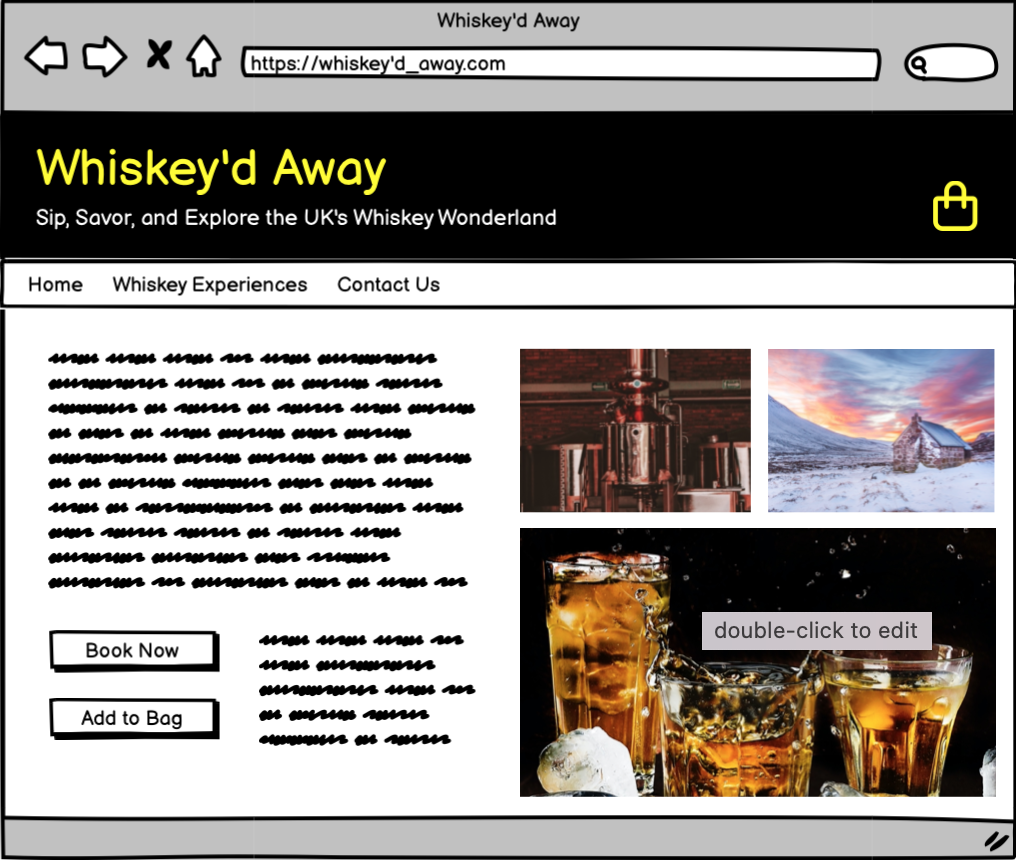 Whiskey'd Away
https://whiskey'd_away.com
Whiskey'd Away
Sip, Savor, and Explore the UK's Whiskey Wonderland
Home Whiskey Experiences Contact Us
double-click to edit
Book Now
Add to Bag